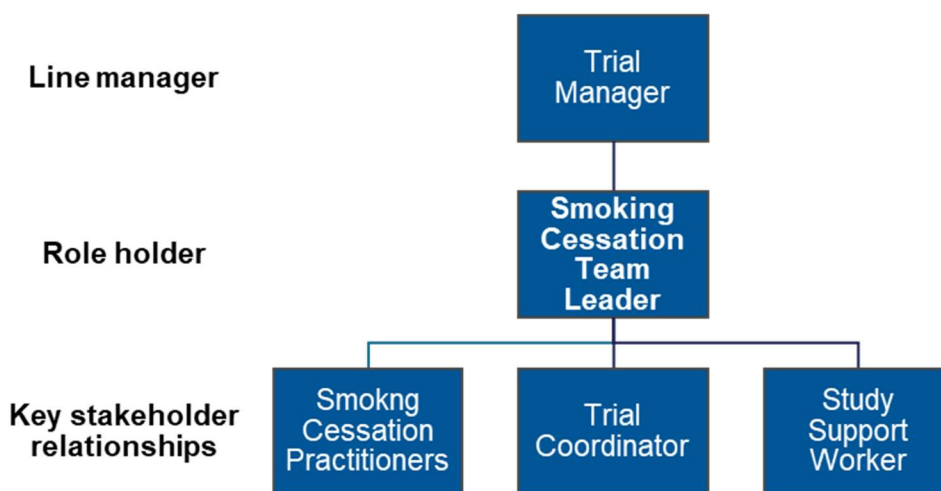 Line manager
Trial
Manager
Role holder
Smoking
Cessation
Team
Leader
Key stakeholder
relationships
Smokng
Cessation
Practitioners
Trial
Coordinator
Study
Support
Worker